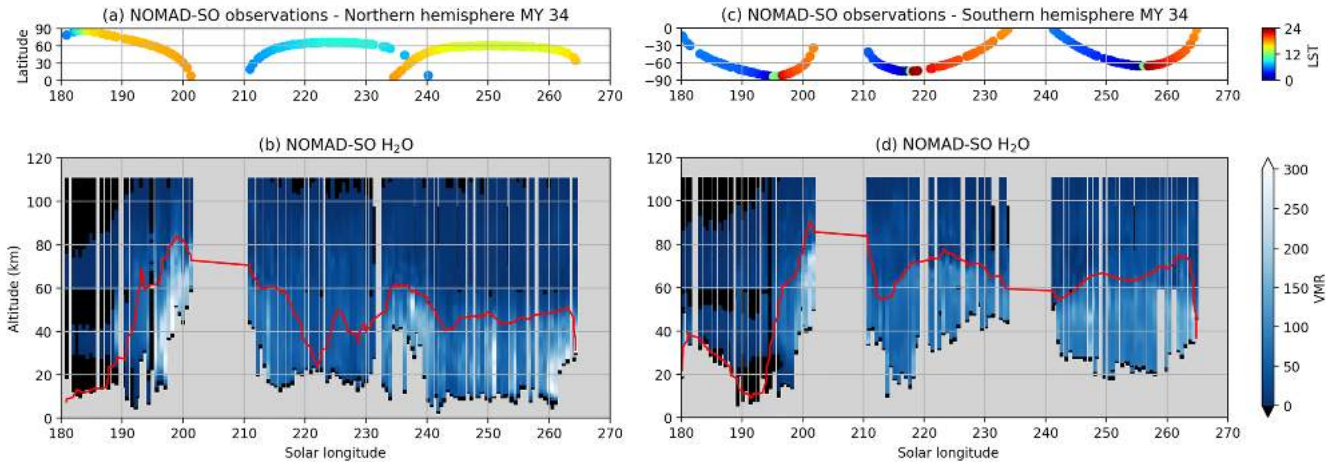 (a) NOMAD-SO observations - Northern hemisphere MY 34
Latitude
90
60
30
0
180 190 200 210 220 230 240 250 260 270
(c) NOMAD-SO observations - Southern hemisphere MY 34
0
−30
−60
−90
180 190 200 210 220 230 240 250 260 270
24
12
0
LST
(b) NOMAD-SO H₂O
Altitude (km)
120
100
80
60
40
20
0
180 190 200 210 220 230 240 250 260 270
Solar longitude
(d) NOMAD-SO H₂O
120
100
80
60
40
20
0
180 190 200 210 220 230 240 250 260 270
Solar longitude
300
250
200
150
100
50
0
VMR